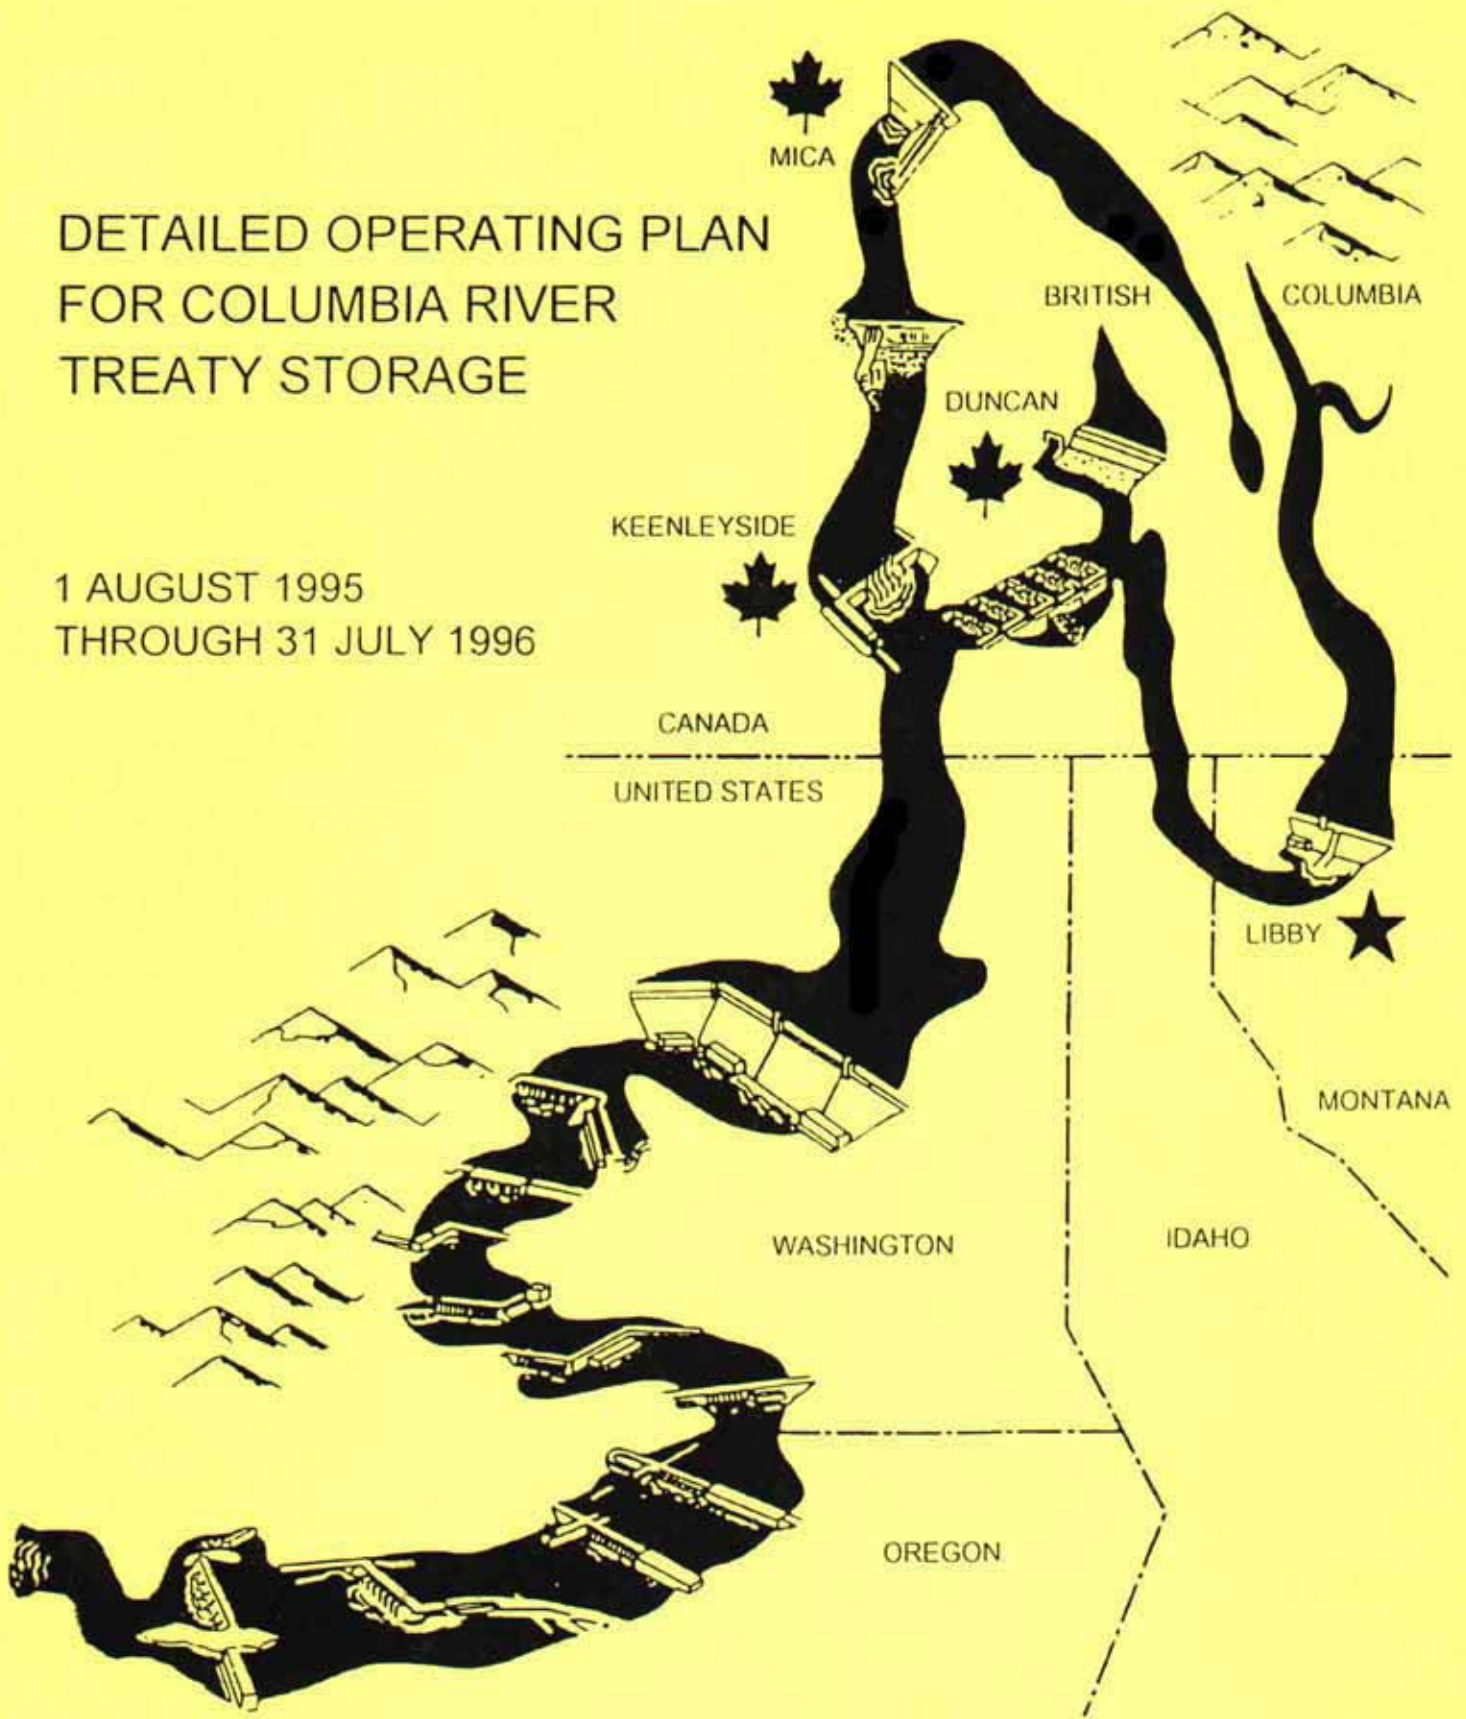 MICA
DETAILED OPERATING PLAN
FOR COLUMBIA RIVER
TREATY STORAGE
BRITISH COLUMBIA
DUNCAN
KEENLEYSIDE
1 AUGUST 1995
THROUGH 31 JULY 1996
CANADA
UNITED STATES
LIBBY
MONTANA
WASHINGTON
IDAHO
OREGON